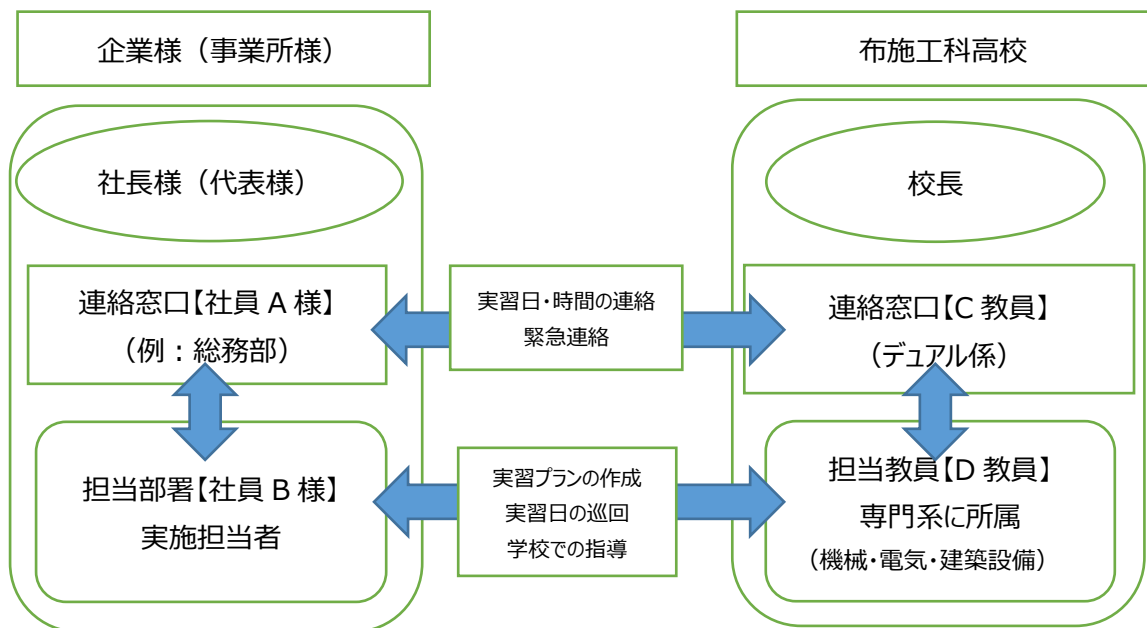 企業様（事業所様）
布施工科高校
社長様（代表様）
校長
連絡窓口【社員 A 様】
（例：総務部）
実習日・時間の連絡
緊急連絡
連絡窓口【C 教員】
（デュアル係）
担当部署【社員 B 様】
実施担当者
実習プランの作成
実習日の巡回
学校での指導
担当教員【D 教員】
専門系に所属
（機械・電気・建築設備）